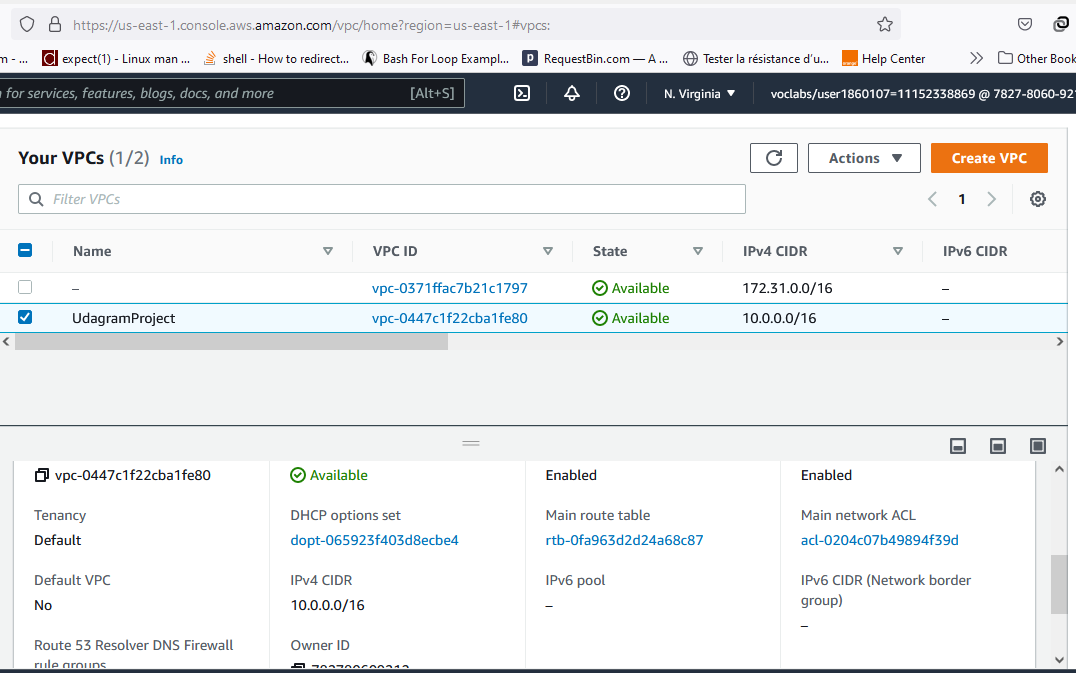 https://us-east-1.console.aws.amazon.com/vpc/home?region=us-east-1#vpcs:
m - ... expect(1) - Linux man ... shell - How to redirect... Bash For Loop Exampl... RequestBin.com — A ... Tester la résistance d'u... Help Center Other Book
for services, features, blogs, docs, and more [Alt+S] N. Virginia voclabs/user1860107=11152338869 @ 7827-8060-92
Your VPCs (1/2) Info Actions Create VPC
Filter VPCs 1
Name VPC ID State IPv4 CIDR IPv6 CIDR
– vpc-0371ffac7b21c1797 Available 172.31.0.0/16 –
UdagramProject vpc-0447c1f22cba1fe80 Available 10.0.0.0/16 –
vpc-0447c1f22cba1fe80 Available Enabled Enabled
Tenancy DHCP options set Main route table Main network ACL
Default dopt-065923f403d8ecbe4 rtb-0fa963d2d24a68c87 acl-0204c07b49894f39d
Default VPC IPv4 CIDR IPv6 pool IPv6 CIDR (Network border
group)
No 10.0.0.0/16 – –
Route 53 Resolver DNS Firewall Owner ID
rule groups